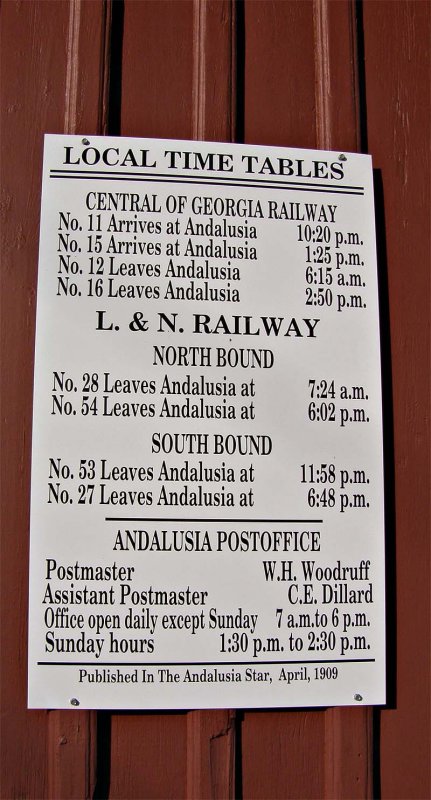 LOCAL TIME TABLES
CENTRAL OF GEORGIA RAILWAY
No. 11 Arrives at Andalusia 10:20 p.m.
No. 15 Arrives at Andalusia 1:25 p.m.
No. 12 Leaves Andalusia 6:15 a.m.
No. 16 Leaves Andalusia 2:50 p.m.
L. & N. RAILWAY
NORTH BOUND
No. 28 Leaves Andalusia at 7:24 a.m.
No. 54 Leaves Andalusia at 6:02 p.m.
SOUTH BOUND
No. 53 Leaves Andalusia at 11:58 p.m.
No. 27 Leaves Andalusia at 6:48 p.m.
ANDALUSIA POSTOFFICE
Postmaster W.H. Woodruff
Assistant Postmaster C.E. Dillard
Office open daily except Sunday 7 a.m.to 6 p.m.
Sunday hours 1:30 p.m. to 2:30 p.m.
Published In The Andalusia Star, April, 1909